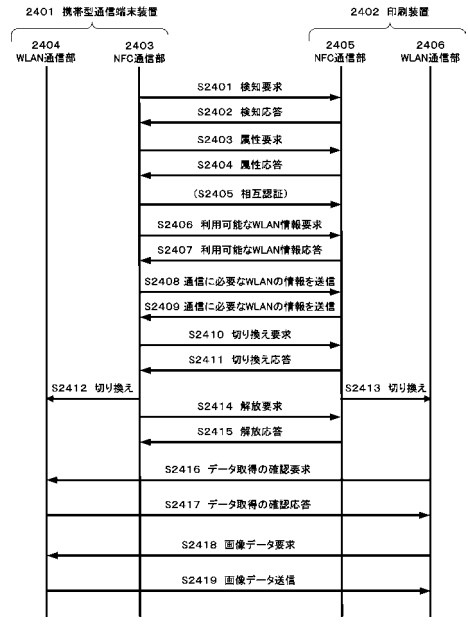 2401 携帯型通信端末装置
2402 印刷装置
2404
WLAN通信部
2403
NFC通信部
2405
NFC通信部
2406
WLAN通信部
S2401 検知要求
S2402 検知応答
S2403 属性要求
S2404 属性応答
(S2405 相互認証)
S2406 利用可能なWLAN情報要求
S2407 利用可能なWLAN情報応答
S2408 通信に必要なWLANの情報を送信
S2409 通信に必要なWLANの情報を送信
S2410 切り換え要求
S2411 切り換え応答
S2412 切り換え
S2413 切り換え
S2414 解放要求
S2415 解放応答
S2416 データ取得の確認要求
S2417 データ取得の確認応答
S2418 画像データ要求
S2419 画像データ送信